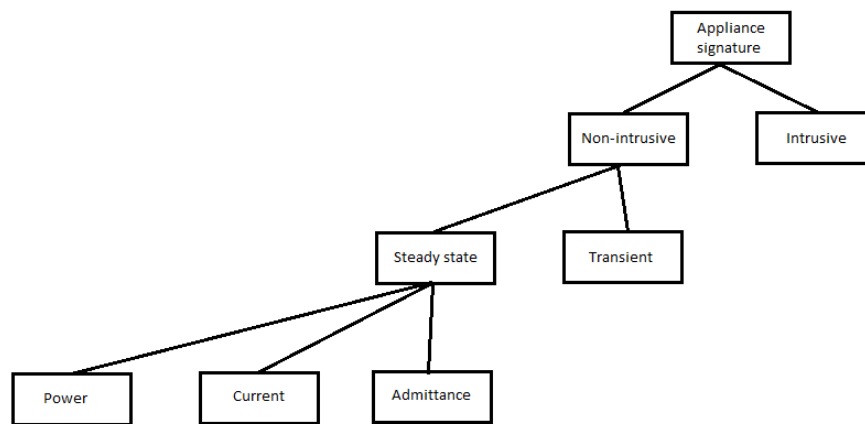 Appliance
signature
Non-intrusive
Intrusive
Steady state
Transient
Power
Current
Admittance